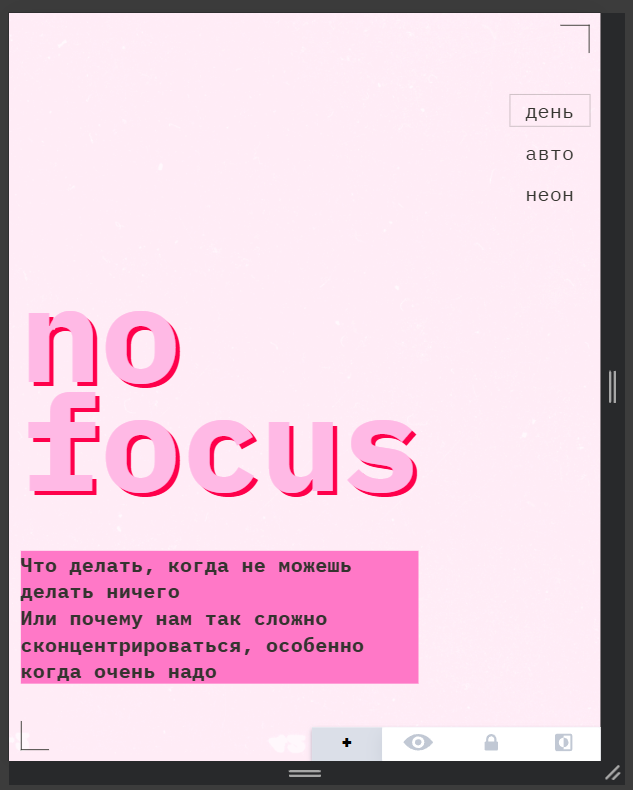 день
авто
неон
no
focus
Что делать, когда не можешь
делать ничего
Или почему нам так сложно
сконцентрироваться, особенно
когда очень надо
+